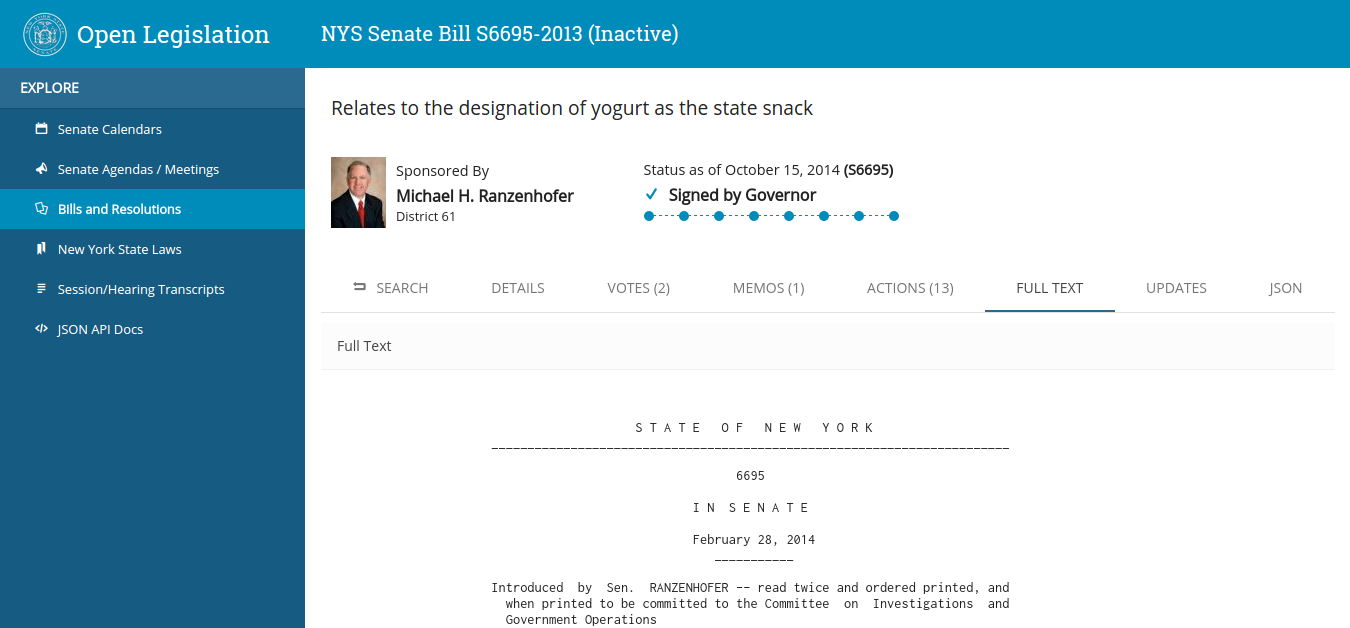 Open Legislation
NYS Senate Bill S6695-2013 (Inactive)
EXPLORE
Senate Calendars
Senate Agendas / Meetings
Bills and Resolutions
New York State Laws
Session/Hearing Transcripts
JSON API Docs
Relates to the designation of yogurt as the state snack
Sponsored By
Michael H. Ranzenhofer
District 61
Status as of October 15, 2014 (S6695)
Signed by Governor
SEARCH DETAILS VOTES (2) MEMOS (1) ACTIONS (13) FULL TEXT UPDATES JSON
Full Text
S T A T E   O F   N E W   Y O R K
6695
I N  S E N A T E
February 28, 2014
Introduced  by  Sen.  RANZENHOFER -- read twice and ordered printed, and
when printed to be committed to the Committee  on  Investigations  and
Government Operations